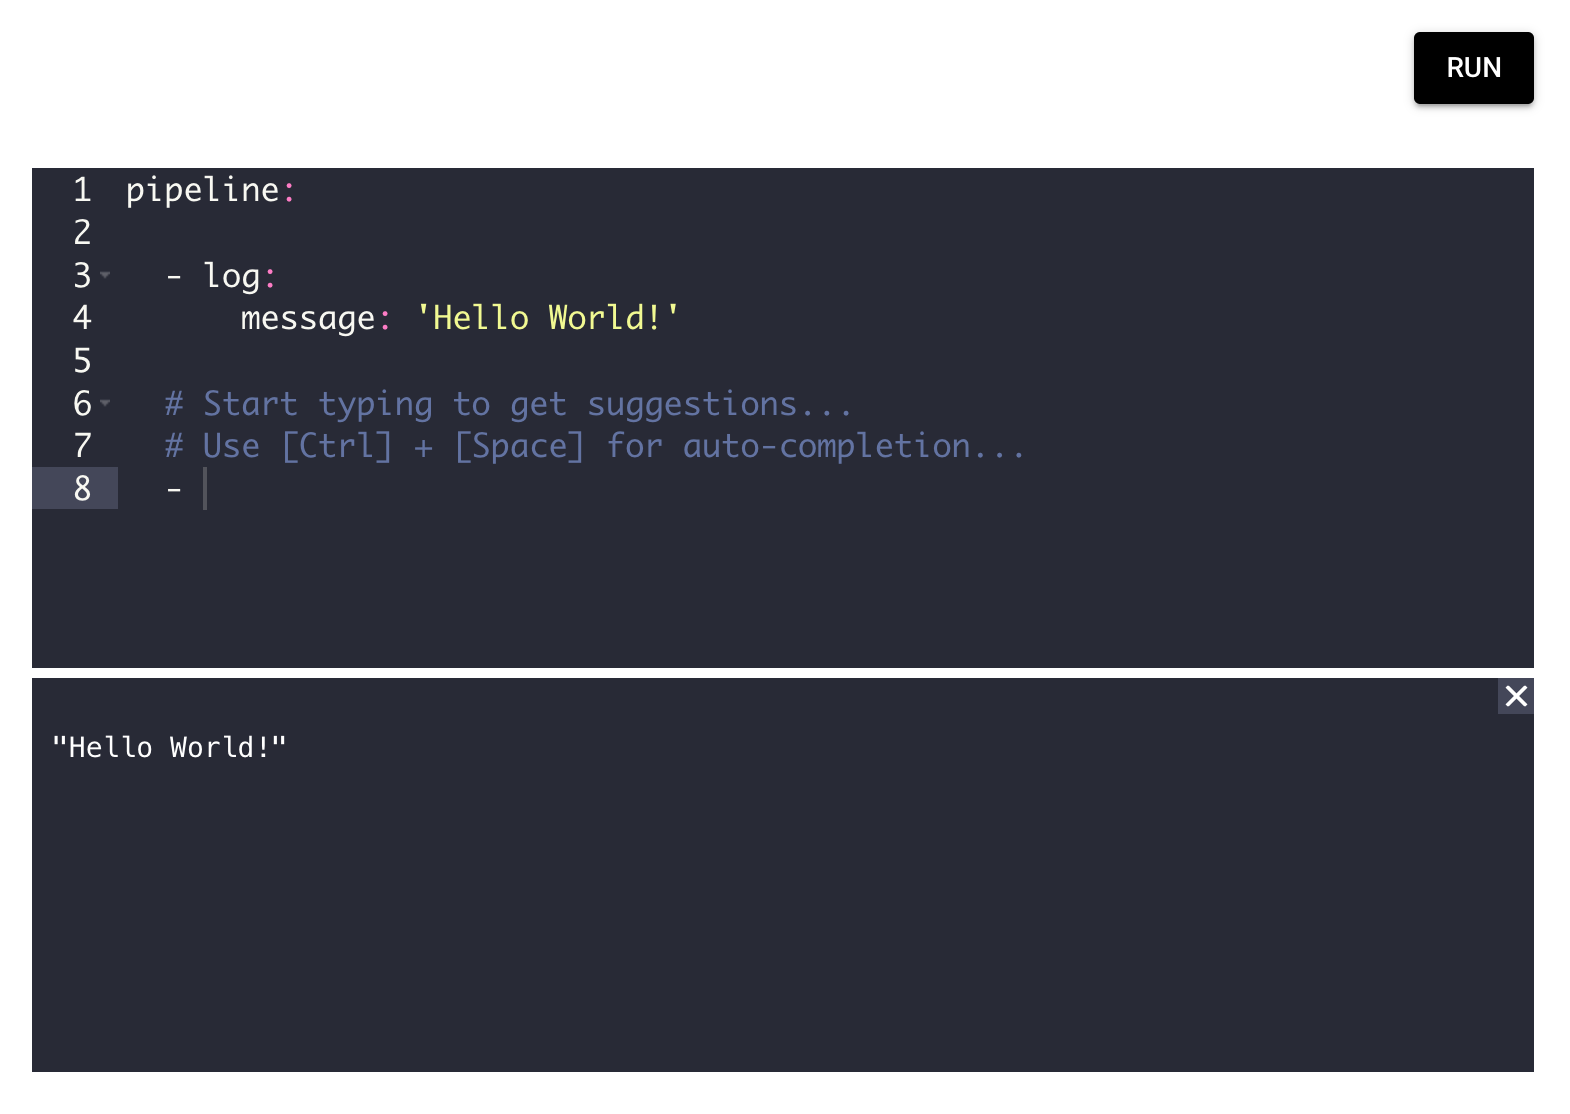 RUN
1 pipeline:
2
3   - log:
4       message: 'Hello World!'
5
6   # Start typing to get suggestions...
7   # Use [Ctrl] + [Space] for auto-completion...
8   -
"Hello World!"